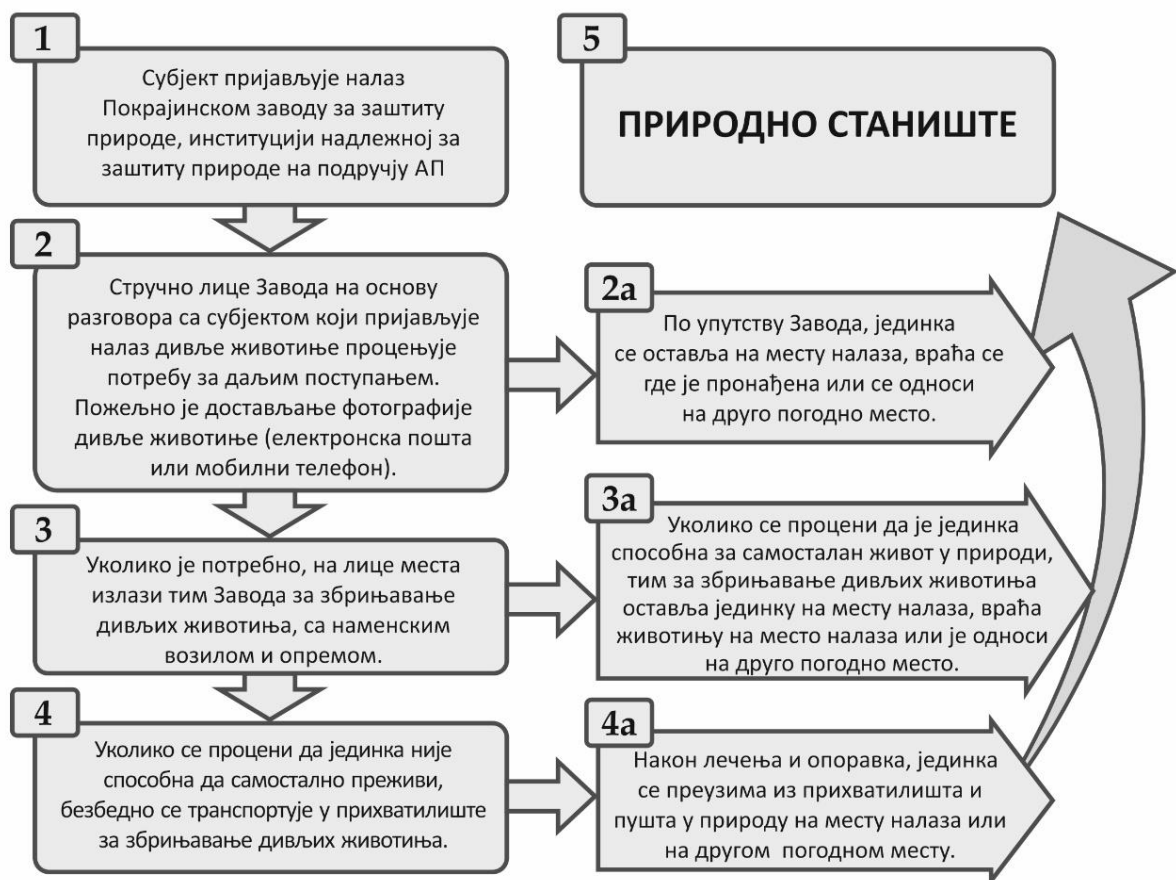 1
Субјект пријављује налаз
Покрајинском заводу за заштиту
природе, институцији надлежној за
заштиту природе на подручју АП
2
Стручно лице Завода на основу
разговора са субјектом који пријављује
налаз дивље животиње процењује
потребу за даљим поступањем.
Пожељно је достављање фотографије
дивље животиње (електронска пошта
или мобилни телефон).
2а
По упутству Завода, јединка
се оставља на месту налаза, враћа се
где је пронађена или се односи
на друго погодно место.
3
Уколико је потребно, на лице места
излази тим Завода за збрињавање
дивљих животиња, са наменским
возилом и опремом.
3а
Уколико се процени да је јединка
способна за самосталан живот у природи,
тим за збрињавање дивљих животиња
оставља јединку на месту налаза, враћа
животињу на место налаза или је односи
на друго погодно место.
4
Уколико се процени да јединка није
способна да самостално преживи,
безбедно се транспортује у прихватилиште
за збрињавање дивљих животиња.
4а
Након лечења и опоравка, јединка
се преузима из прихватилишта и
пушта у природу на месту налаза или
на другом погодном месту.
5
ПРИРОДНО СТАНИШТЕ